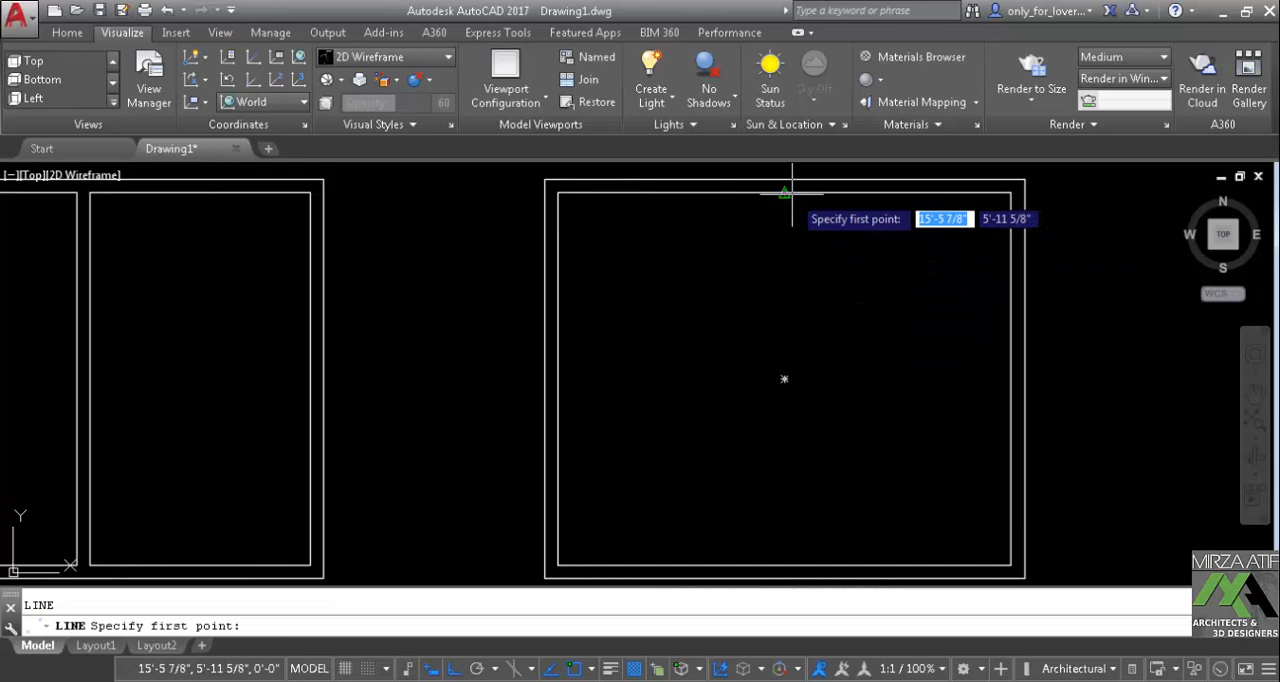 Autodesk AutoCAD 2017 Drawing1.dwg
Type a keyword or phrase
only_for_lover...
Home Visualize Insert View Manage Output Add-ins A360 Express Tools Featured Apps BIM 360 Performance
Top
Bottom
Left
View
Manager
World
2D Wireframe
Opacity 60
Viewport
Configuration
Named
Join
Restore
Create
Light
No
Shadows
Sun
Status
Sky Off
Materials Browser
Material Mapping
Render to Size
Medium
Render in Win...
Render in
Cloud
Render
Gallery
Views Coordinates Visual Styles Model Viewports Lights Sun & Location Materials Render A360
Start Drawing1*
[−][Top][2D Wireframe]
N
W TOP E
S
WCS
Specify first point: 15'-5 7/8" 5'-11 5/8"
Y
X
LINE
LINE Specify first point:
Model Layout1 Layout2 +
15'-5 7/8", 5'-11 5/8", 0'-0" MODEL 1:1 / 100% Architectural
MIRZA ATIF
ARCHITECTS &
3D DESIGNERS